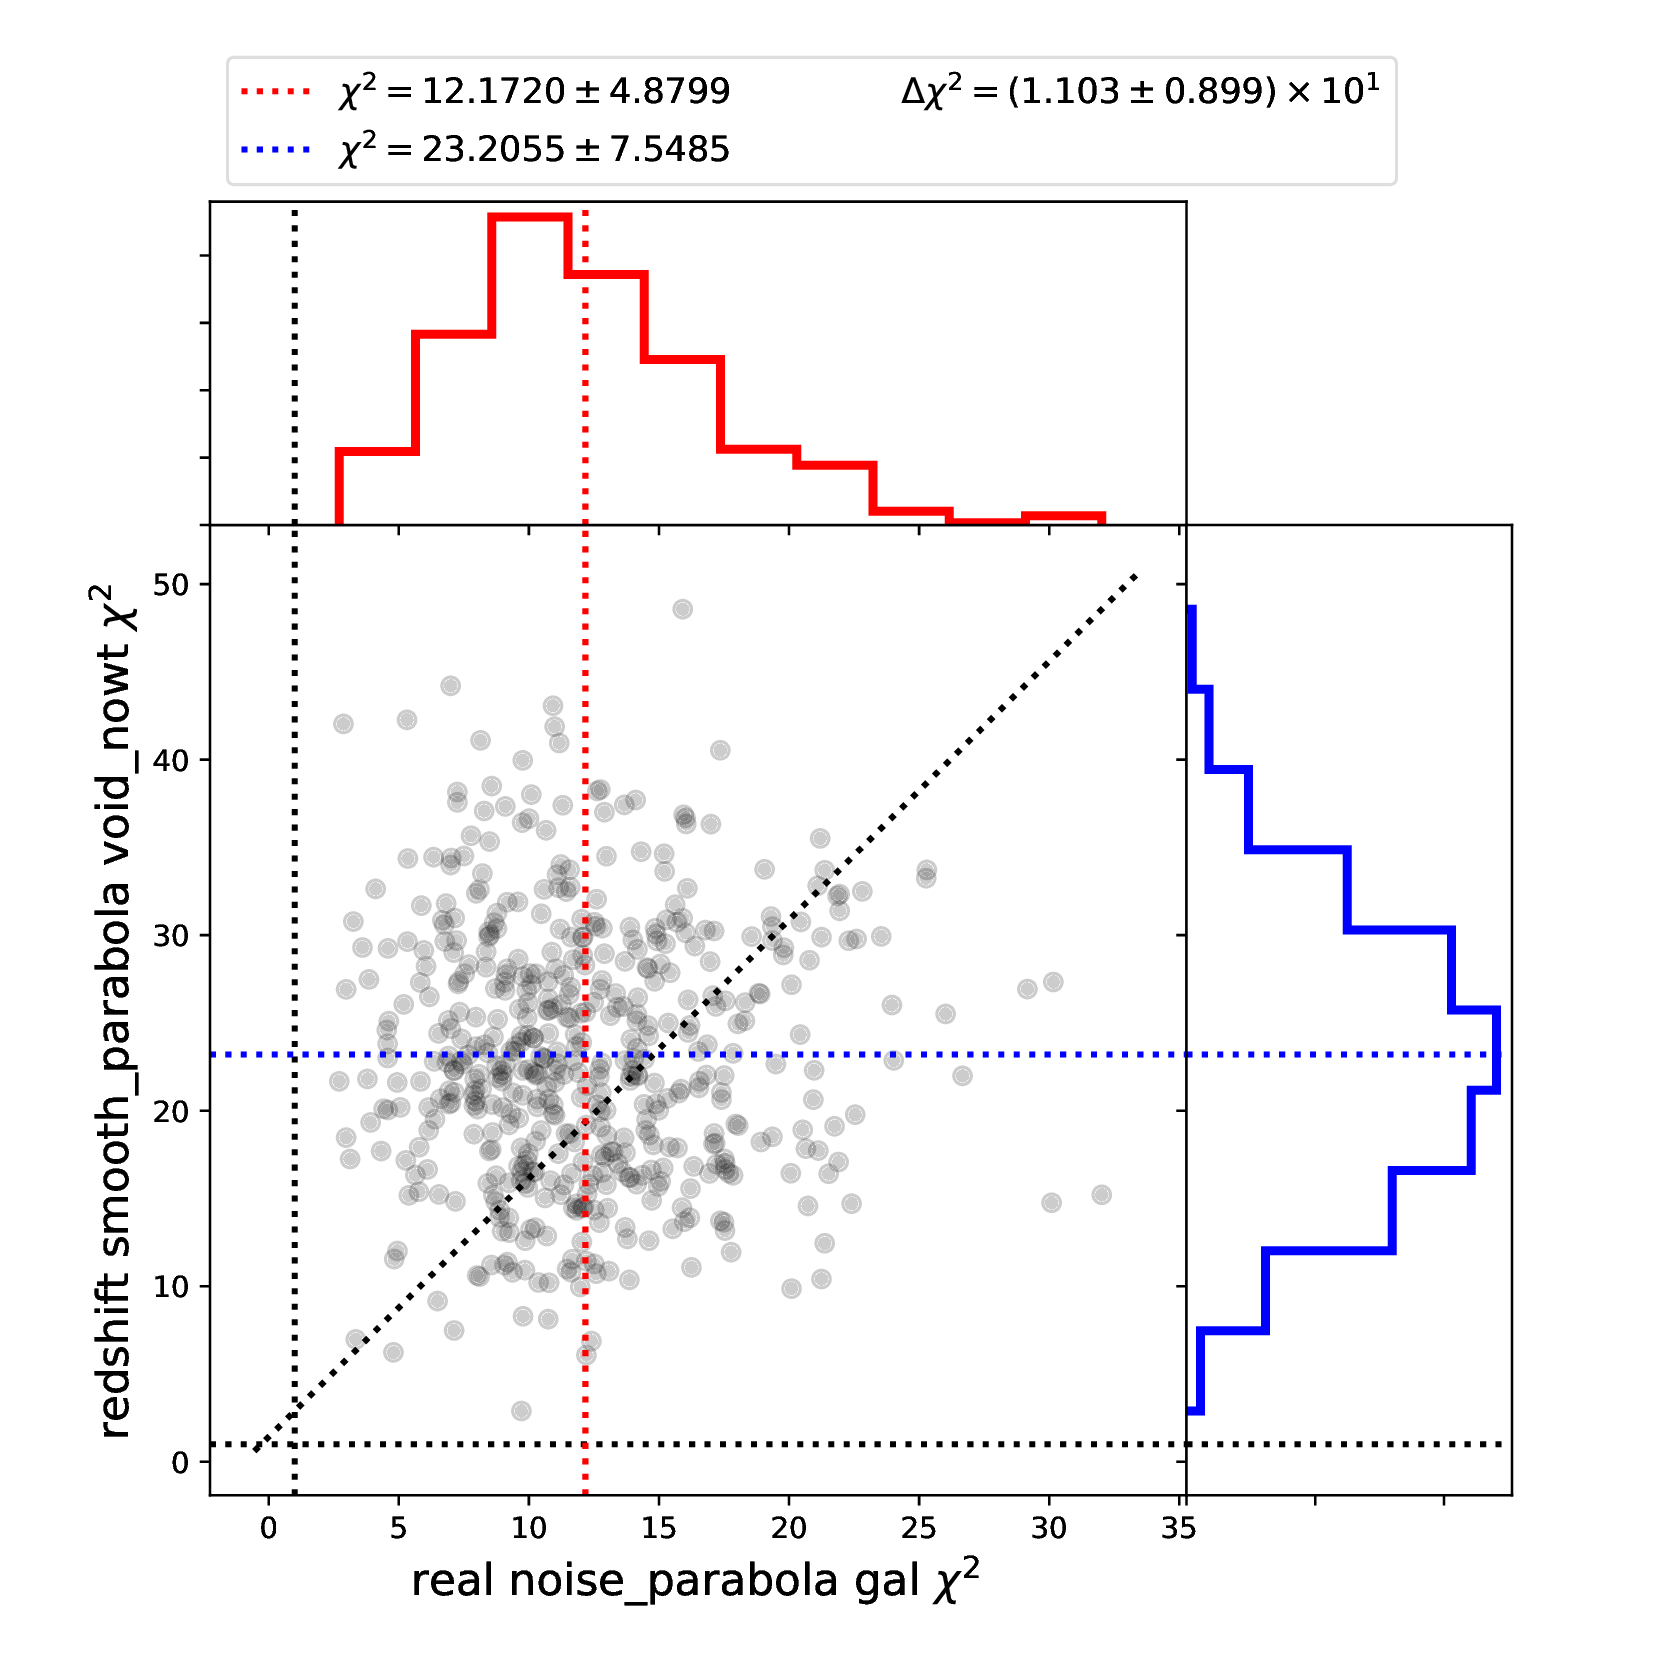 χ² = 12.1720 ± 4.8799
χ² = 23.2055 ± 7.5485
Δχ² = (1.103 ± 0.899) × 10¹
redshift smooth_parabola void_nowt χ²
50
40
30
20
10
0
0 5 10 15 20 25 30 35
real noise_parabola gal χ²